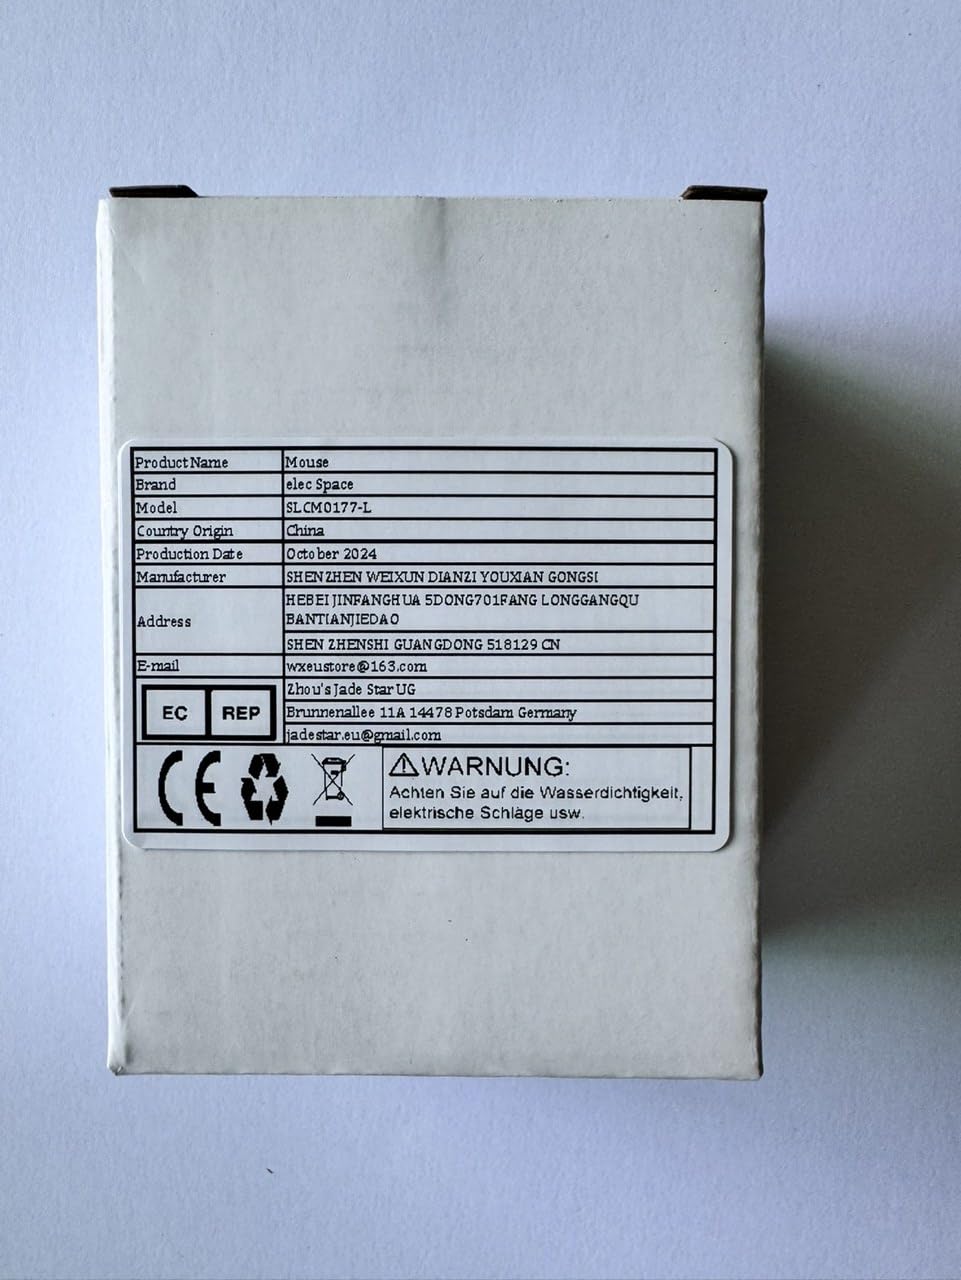 Product Name Mouse
Brand elec Space
Model SLCM0177-L
Country Origin China
Production Date October 2024
Manufacturer SHENZHEN WEIXUN DIANZI YOUXIAN GONGSI
Address HEBEIJINFANGHUA 5DONG701FANG LONGGANGQU
BANTIANJIEDAO
SHEN ZHENSHI GUANGDONG 518129 CN
E-mail wxeustore@163.com
EC REP Zhou's Jade Star UG
Brunnenallee 11A 14478 Potsdam Germany
jadestar.eu@gmail.com
CE
WARNUNG:
Achten Sie auf die Wasserdichtigkeit,
elektrische Schläge usw.